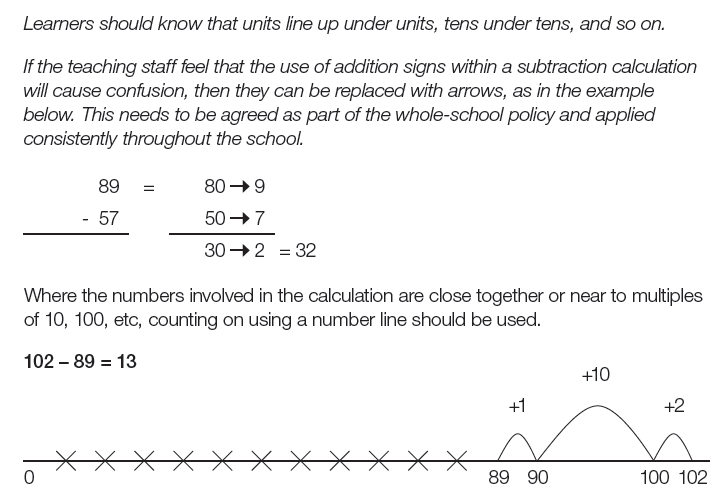 Learners should know that units line up under units, tens under tens, and so on.
If the teaching staff feel that the use of addition signs within a subtraction calculation
will cause confusion, then they can be replaced with arrows, as in the example
below. This needs to be agreed as part of the whole-school policy and applied
consistently throughout the school.
89 = 80 → 9
- 57 50 → 7
30 → 2 = 32
Where the numbers involved in the calculation are close together or near to multiples
of 10, 100, etc, counting on using a number line should be used.
102 – 89 = 13
+10
+1 +2
0 89 90 100 102